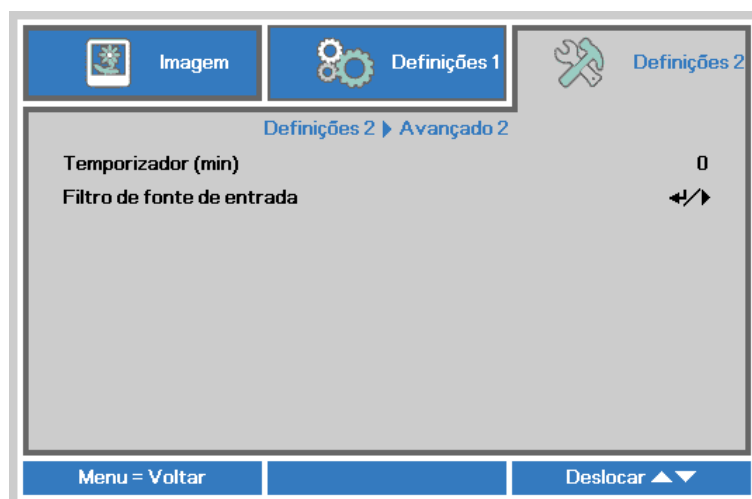 Imagem
Definições 1
Definições 2
Definições 2 ▶ Avançado 2
Temporizador (min) 0
Filtro de fonte de entrada ↵/▶
Menu = Voltar
Deslocar ▲▼